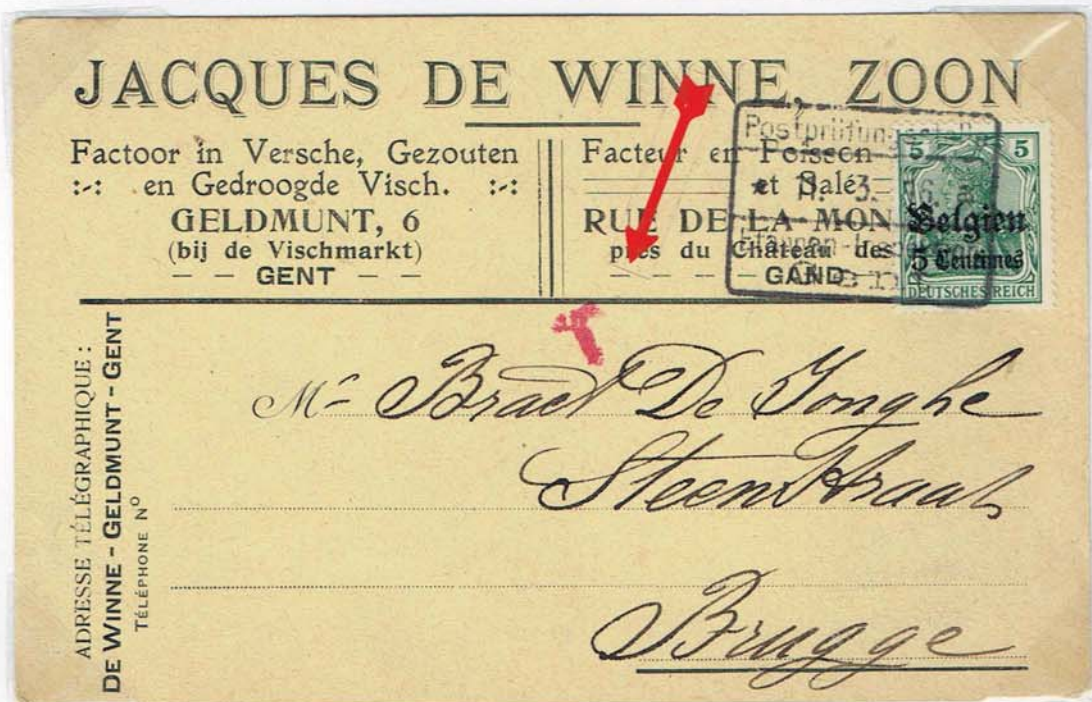 JACQUES DE WINNE, ZOON
Factoor in Versche, Gezouten
:-: en Gedroogde Visch. :-:
GELDMUNT, 6
(bij de Vischmarkt)
GENT
Facteur en Poisson
et Salé
RUE DE LA MON
près du Château des
GAND
5 5
Belgien
5 Centimes
DEUTSCHES REICH
ADRESSE TÉLÉGRAPHIQUE :
DE WINNE - GELDMUNT - GENT
TÉLÉPHONE No
Mr Braet De Jonghe
Steenstraat
Brugge